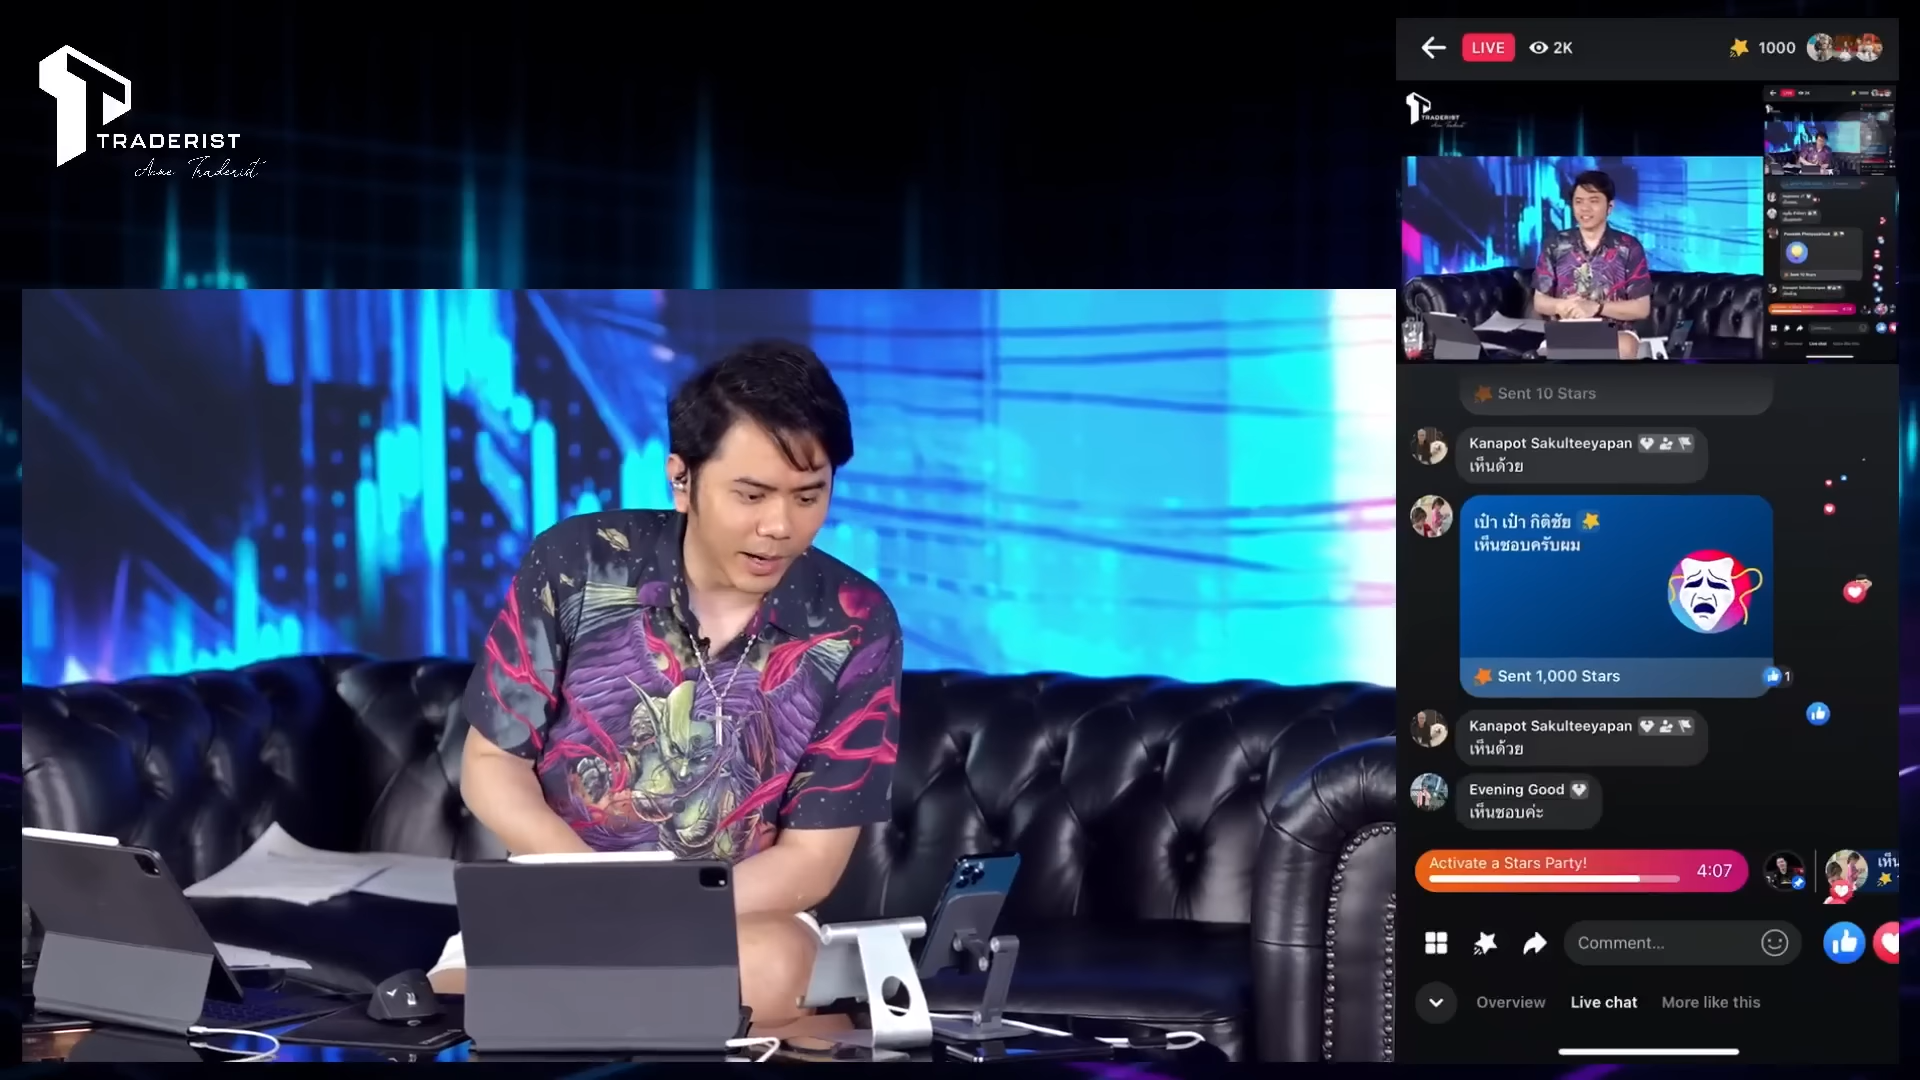 TRADERIST
Acme Traderist
LIVE
2K
1000
TRADERIST
Sent 10 Stars
Kanapot Sakulteeyapan
เห็นด้วย
เป๋า เป๋า กิติชัย
เห็นชอบครับผม
Sent 1,000 Stars
1
Kanapot Sakulteeyapan
เห็นด้วย
Evening Good
เห็นชอบค่ะ
Activate a Stars Party!
4:07
Comment...
Overview
Live chat
More like this